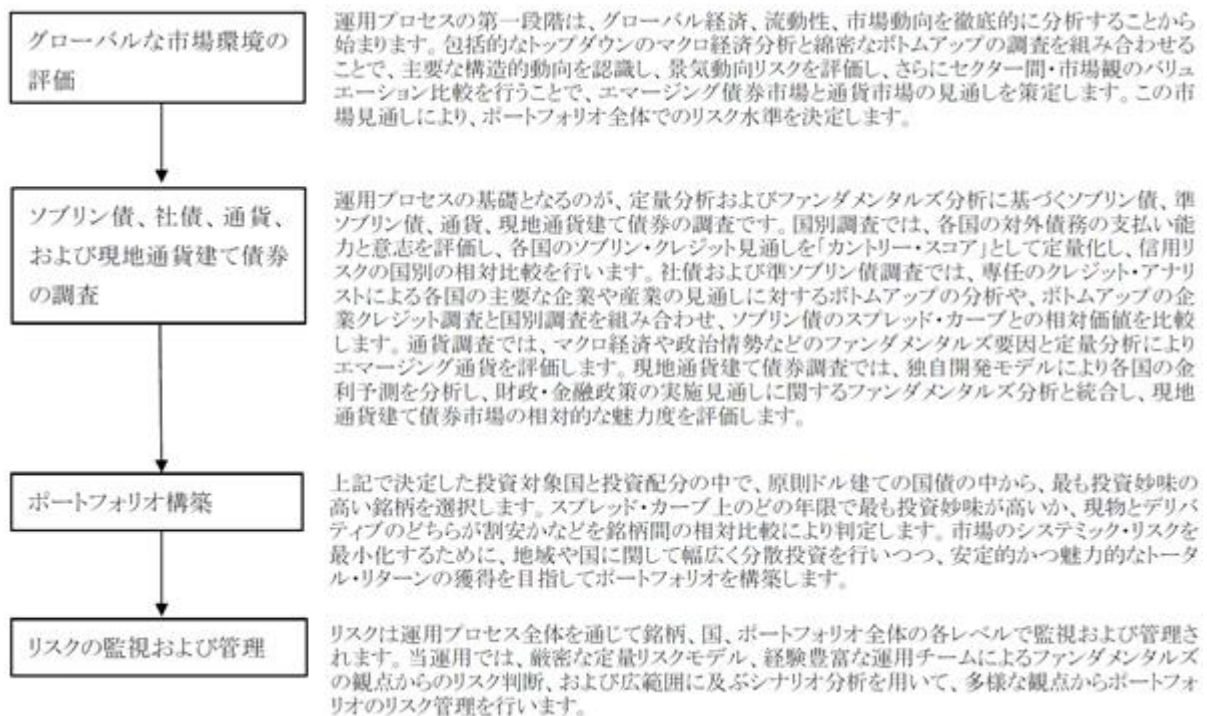 グローバルな市場環境の
評価
運用プロセスの第一段階は、グローバル経済、流動性、市場動向を徹底的に分析することから
始まります。包括的なトップダウンのマクロ経済分析と綿密なボトムアップの調査を組み合わせる
ことで、主要な構造的動向を認識し、景気動向リスクを評価し、さらにセクター間・市場観のバリュ
エーション比較を行うことで、エマージング債券市場と通貨市場の見通しを策定します。この市
場見通しにより、ポートフォリオ全体でのリスク水準を決定します。
ソブリン債、社債、通貨、
および現地通貨建て債券
の調査
運用プロセスの基礎となるのが、定量分析およびファンダメンタルズ分析に基づくソブリン債、準
ソブリン債、通貨、現地通貨建て債券の調査です。国別調査では、各国の対外債務の支払い能
力と意志を評価し、各国のソブリン・クレジット見通しを「カントリー・スコア」として定量化し、信用リ
スクの国別の相対比較を行います。社債および準ソブリン債調査では、専任のクレジット・アナリ
ストによる各国の主要な企業や産業の見通しに対するボトムアップの分析や、ボトムアップの企
業クレジット調査と国別調査を組み合わせ、ソブリン債のスプレッド・カーブとの相対価値を比較
します。通貨調査では、マクロ経済や政治情勢などのファンダメンタルズ要因と定量分析により
エマージング通貨を評価します。現地通貨建て債券調査では、独自開発モデルにより各国の金
利予測を分析し、財政・金融政策の実施見通しに関するファンダメンタルズ分析と統合し、現地
通貨建て債券市場の相対的な魅力度を評価します。
ポートフォリオ構築
上記で決定した投資対象国と投資配分の中で、原則ドル建ての国債の中から、最も投資妙味の
高い銘柄を選択します。スプレッド・カーブ上のどの年限で最も投資妙味が高いか、現物とデリバ
ティブのどちらが割安かなどを銘柄間の相対比較により判定します。市場のシステミック・リスクを
最小化するために、地域や国に関して幅広く分散投資を行いつつ、安定的かつ魅力的なトータ
ル・リターンの獲得を目指してポートフォリオを構築します。
リスクの監視および管理
リスクは運用プロセス全体を通じて銘柄、国、ポートフォリオ全体の各レベルで監視および管理さ
れます。当運用では、厳密な定量リスクモデル、経験豊富な運用チームによるファンダメンタルズ
の観点からのリスク判断、および広範囲に及ぶシナリオ分析を用いて、多様な観点からポートフォ
リオのリスク管理を行います。